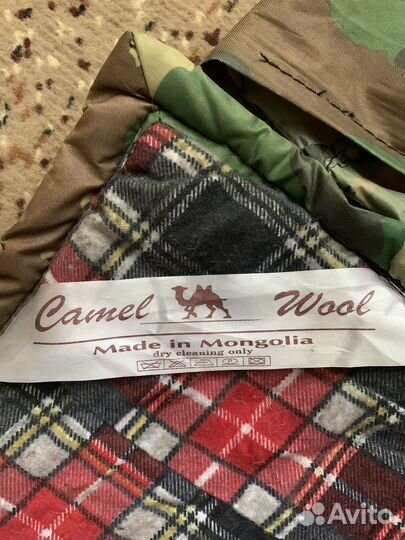 Camel Wool
Made in Mongolia
dry cleaning only
Avito